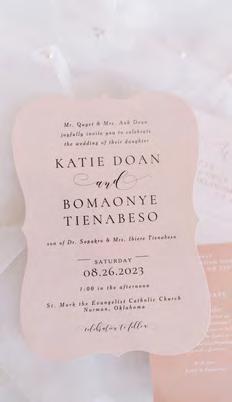 Mr. Quyet & Mrs. Anh Doan
joyfully invite you to celebrate
the wedding of their daughter
KATIE DOAN
and
BOMAONYE
TIENABESO
son of Dr. Sopakro & Mrs. Ibiere Tienabeso
SATURDAY
08.26.2023
1:00 in the afternoon
St. Mark the Evangelist Catholic Church
Norman, Oklahoma
celebration to follow